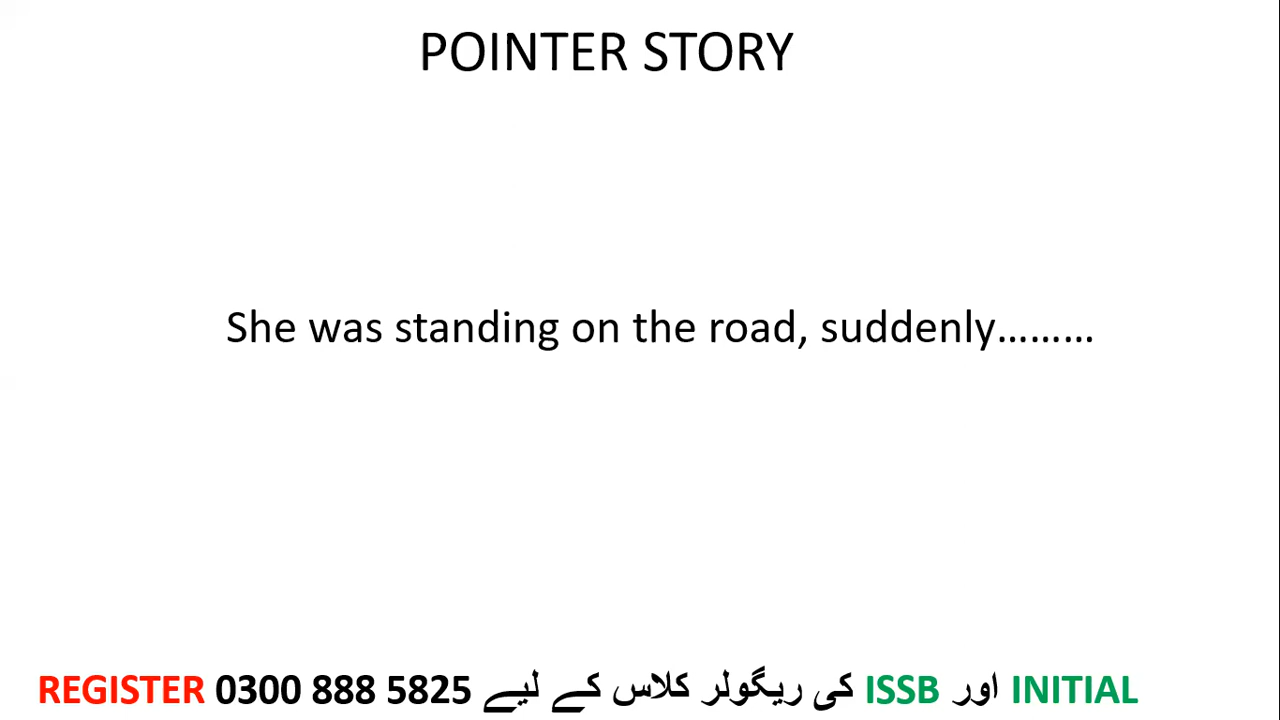 POINTER STORY
She was standing on the road, suddenly………
INITIAL اور ISSB کی ریگولر کلاس کے لیے 0300 888 5825 REGISTER